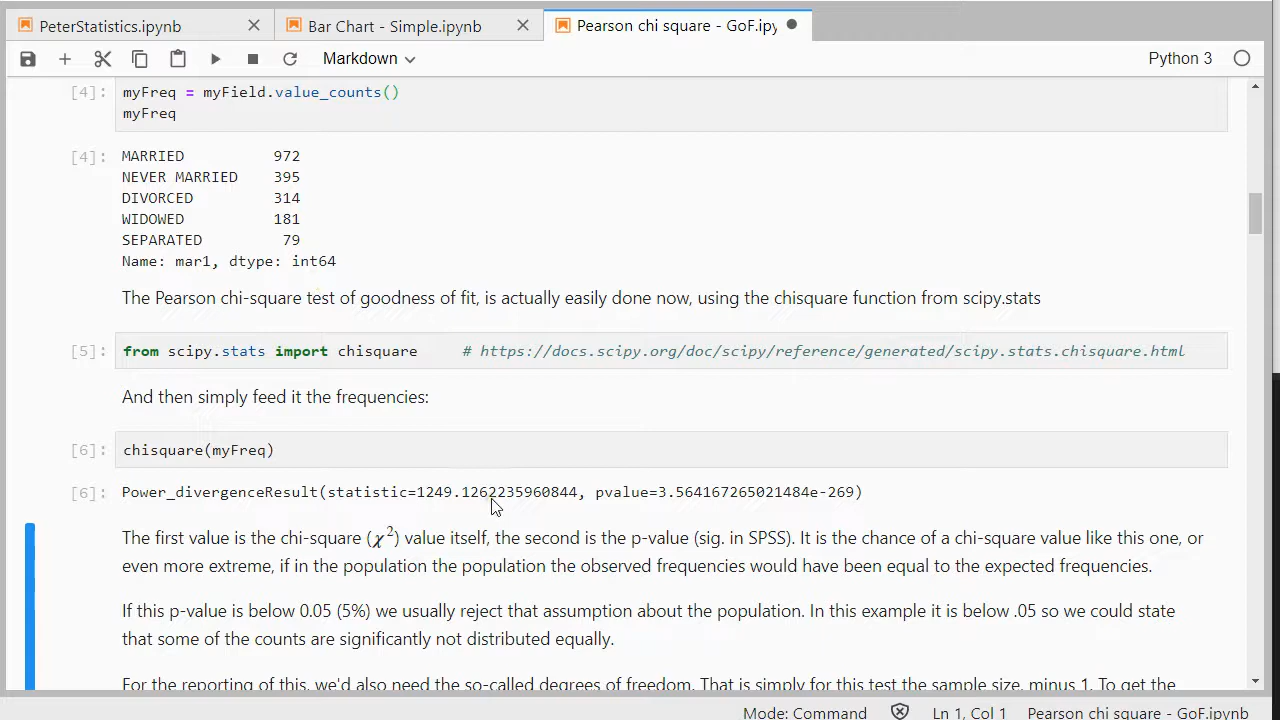 PeterStatistics.ipynb
Bar Chart - Simple.ipynb
Pearson chi square - GoF.ipy
Markdown
Python 3
[4]: myFreq = myField.value_counts()
myFreq
[4]: MARRIED 972
NEVER MARRIED 395
DIVORCED 314
WIDOWED 181
SEPARATED 79
Name: mar1, dtype: int64
The Pearson chi-square test of goodness of fit, is actually easily done now, using the chisquare function from scipy.stats
[5]: from scipy.stats import chisquare # https://docs.scipy.org/doc/scipy/reference/generated/scipy.stats.chisquare.html
And then simply feed it the frequencies:
[6]: chisquare(myFreq)
[6]: Power_divergenceResult(statistic=1249.1262235960844, pvalue=3.564167265021484e-269)
The first value is the chi-square (χ²) value itself, the second is the p-value (sig. in SPSS). It is the chance of a chi-square value like this one, or
even more extreme, if in the population the population the observed frequencies would have been equal to the expected frequencies.
If this p-value is below 0.05 (5%) we usually reject that assumption about the population. In this example it is below .05 so we could state
that some of the counts are significantly not distributed equally.
For the reporting of this, we'd also need the so-called degrees of freedom. That is simply for this test the sample size, minus 1. To get the
Mode: Command Ln 1, Col 1 Pearson chi square - GoF.ipynb